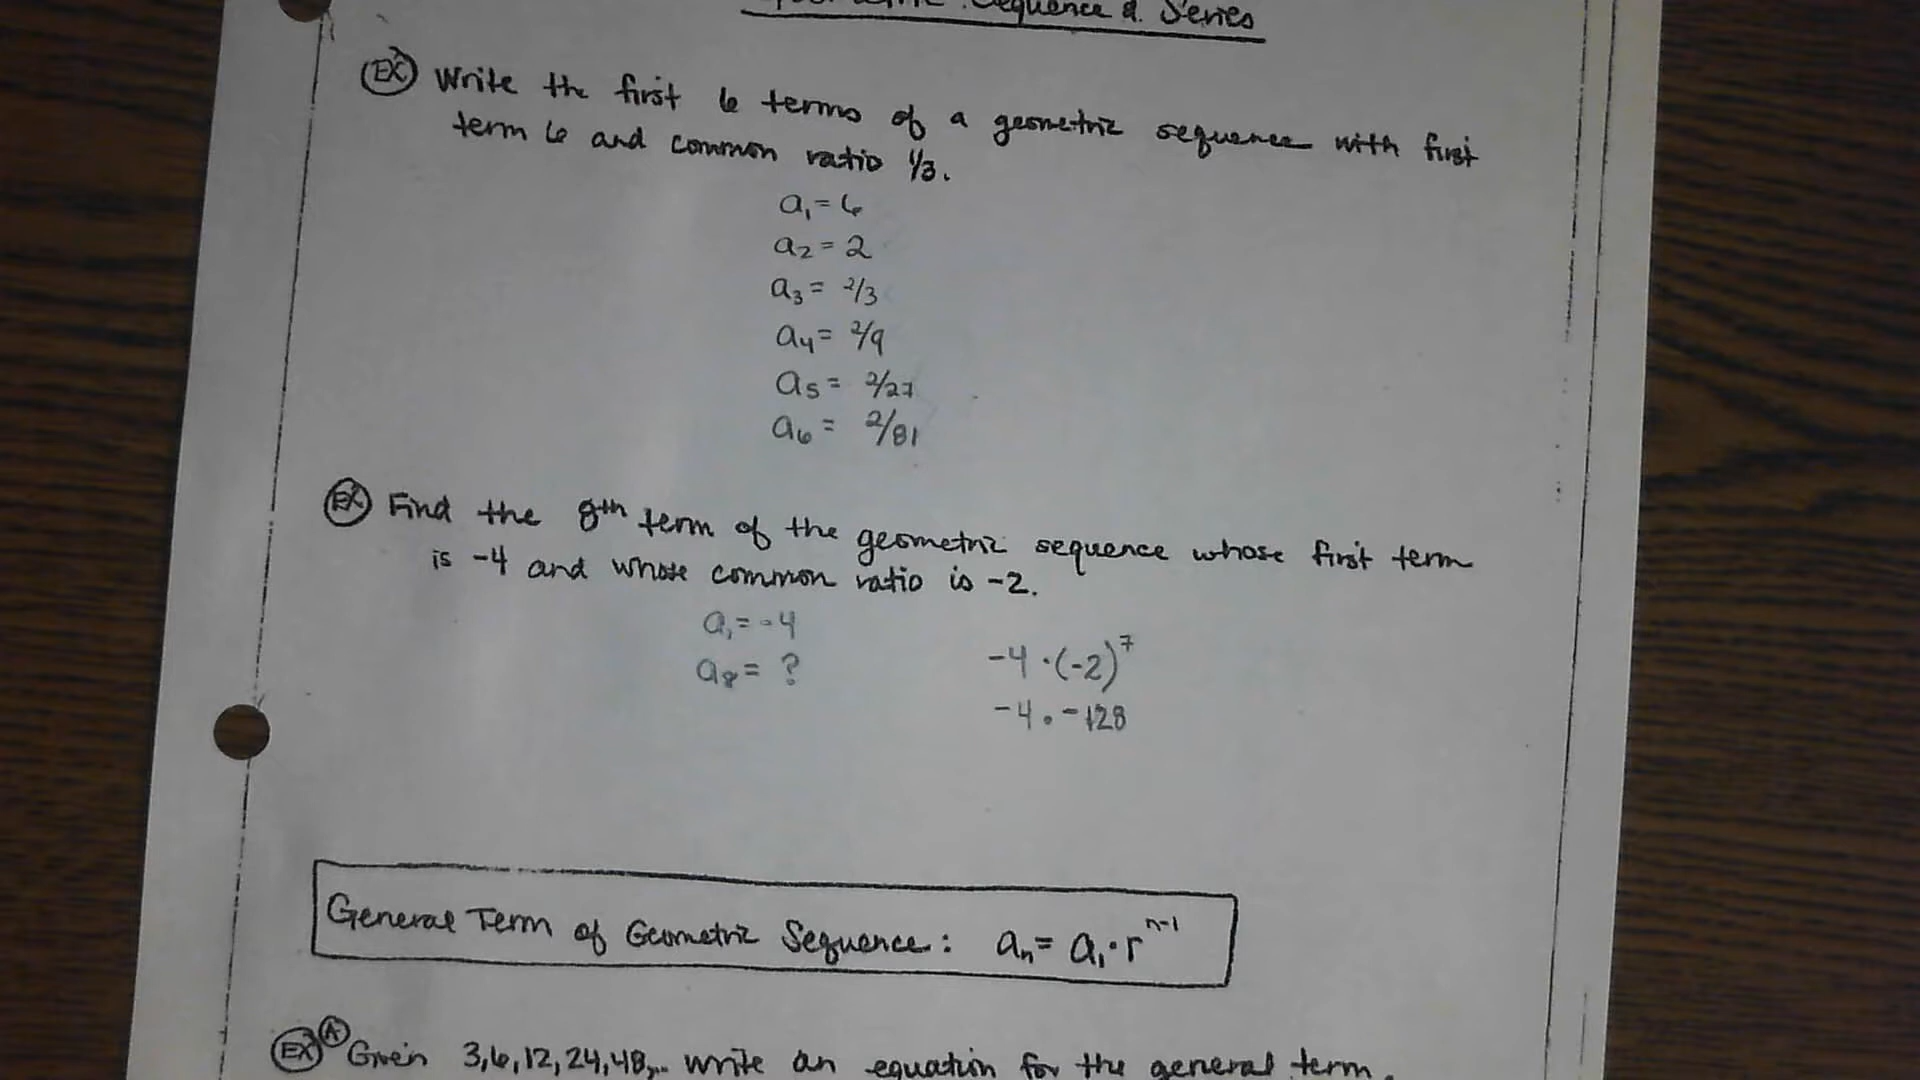 Sequence & Series
EX Write the first 6 terms of a geometric sequence with first
term 6 and common ratio 1/3.
a₁ = 6
a₂ = 2
a₃ = 2/3
a₄ = 2/9
a₅ = 2/27
a₆ = 2/81
EX Find the 8th term of the geometric sequence whose first term
is -4 and whose common ratio is -2.
a₁ = -4
a₈ = ?
-4 · (-2)⁷
-4 · -128
General Term of Geometric Sequence: aₙ = a₁ · rⁿ⁻¹
EX A Given 3, 6, 12, 24, 48, ... write an equation for the general term.